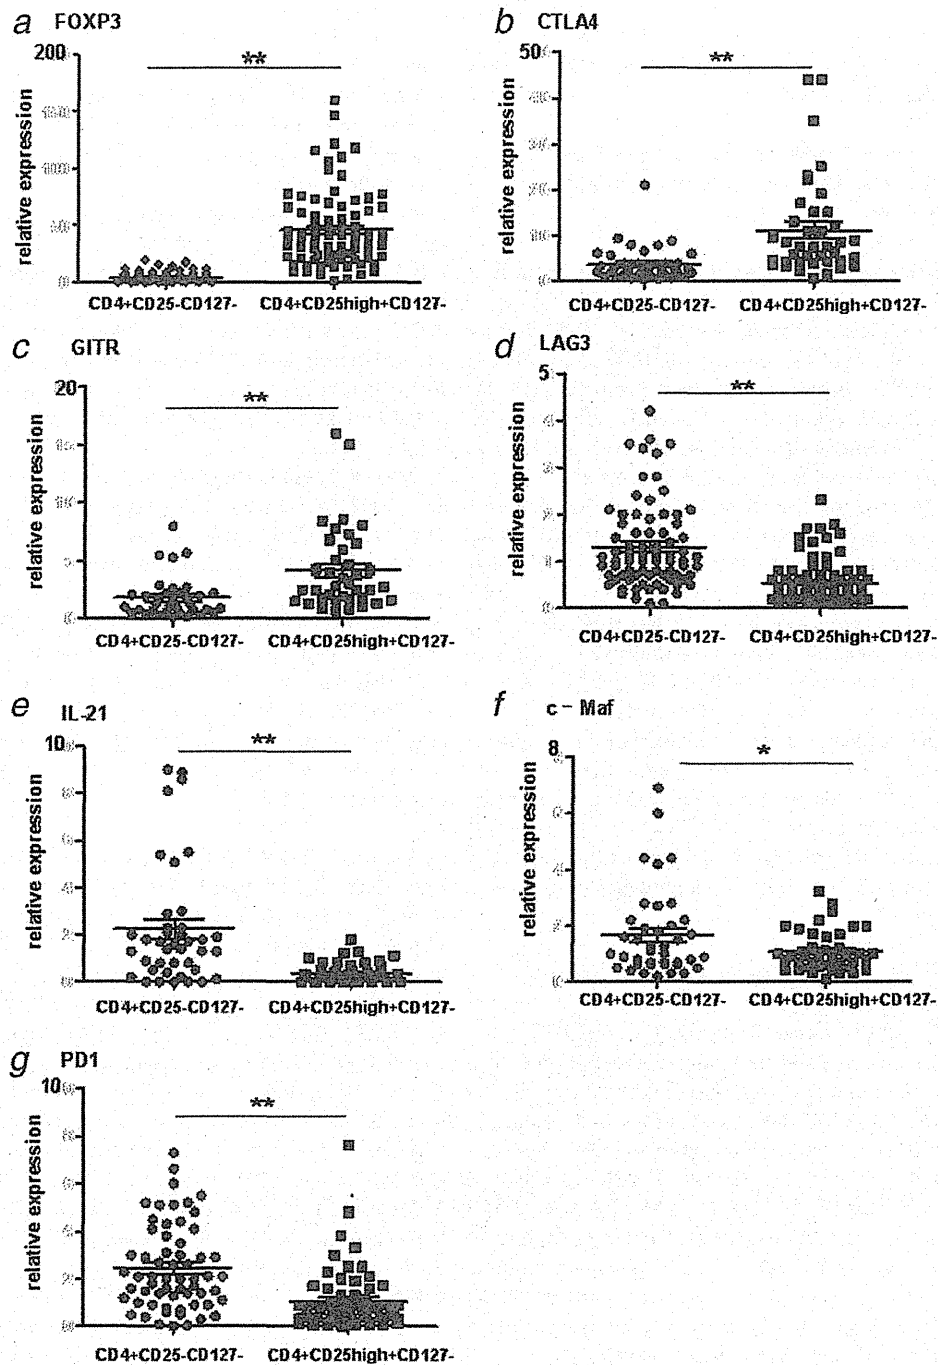 a FOXP3
200
**
relative expression
CD4+CD25-CD127-
CD4+CD25high+CD127-
b CTLA4
50
**
relative expression
CD4+CD25-CD127-
CD4+CD25high+CD127-
c GITR
20
**
relative expression
CD4+CD25-CD127-
CD4+CD25high+CD127-
d LAG3
5
**
relative expression
CD4+CD25-CD127-
CD4+CD25high+CD127-
e IL-21
10
**
relative expression
CD4+CD25-CD127-
CD4+CD25high+CD127-
f c-Maf
8
*
relative expression
CD4+CD25-CD127-
CD4+CD25high+CD127-
g PD1
10
**
relative expression
CD4+CD25-CD127-
CD4+CD25high+CD127-